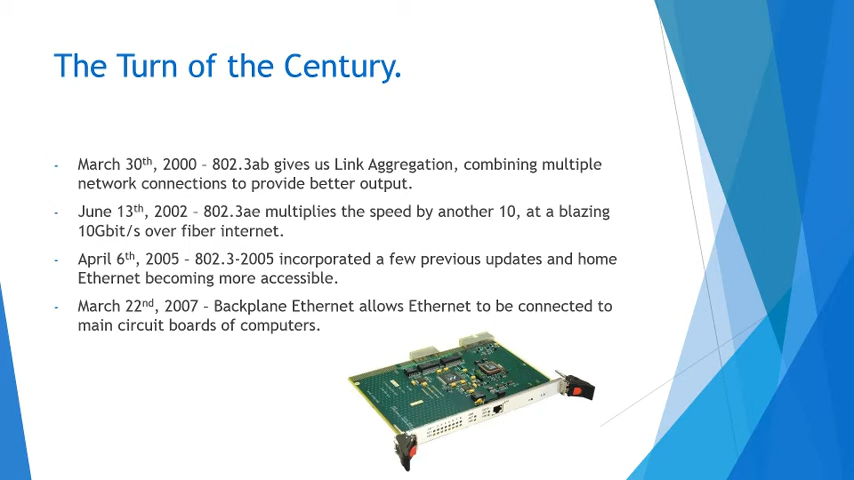 The Turn of the Century.
- March 30th, 2000 – 802.3ab gives us Link Aggregation, combining multiple
network connections to provide better output.
- June 13th, 2002 – 802.3ae multiplies the speed by another 10, at a blazing
10Gbit/s over fiber internet.
- April 6th, 2005 – 802.3-2005 incorporated a few previous updates and home
Ethernet becoming more accessible.
- March 22nd, 2007 – Backplane Ethernet allows Ethernet to be connected to
main circuit boards of computers.